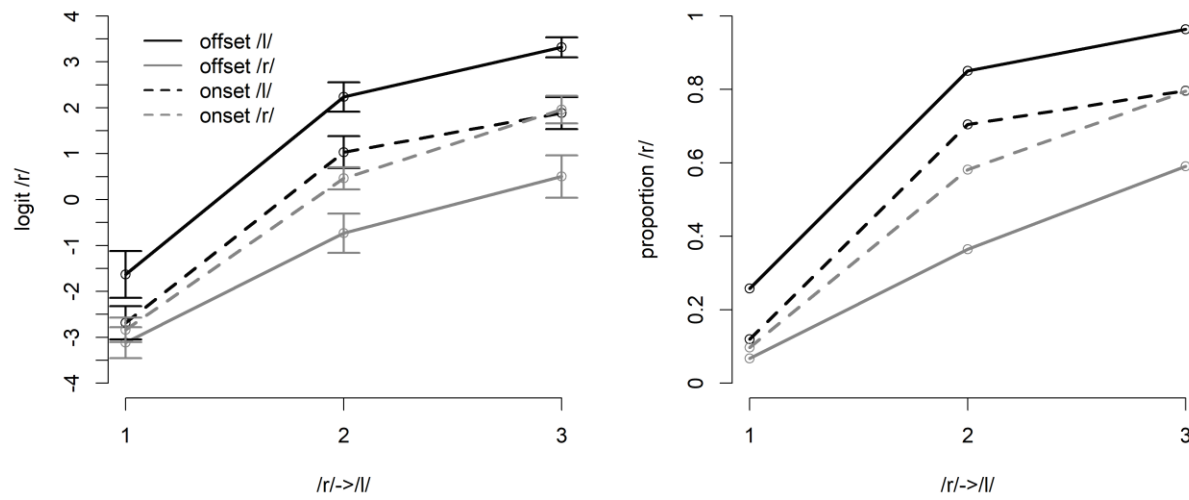 4
3
2
1
0
-1
-2
-3
-4
logit /r/
offset /l/
offset /r/
onset /l/
onset /r/
1 2 3
/r/->/l/
1
0.8
0.6
0.4
0.2
0
proportion /r/
1 2 3
/r/->/l/